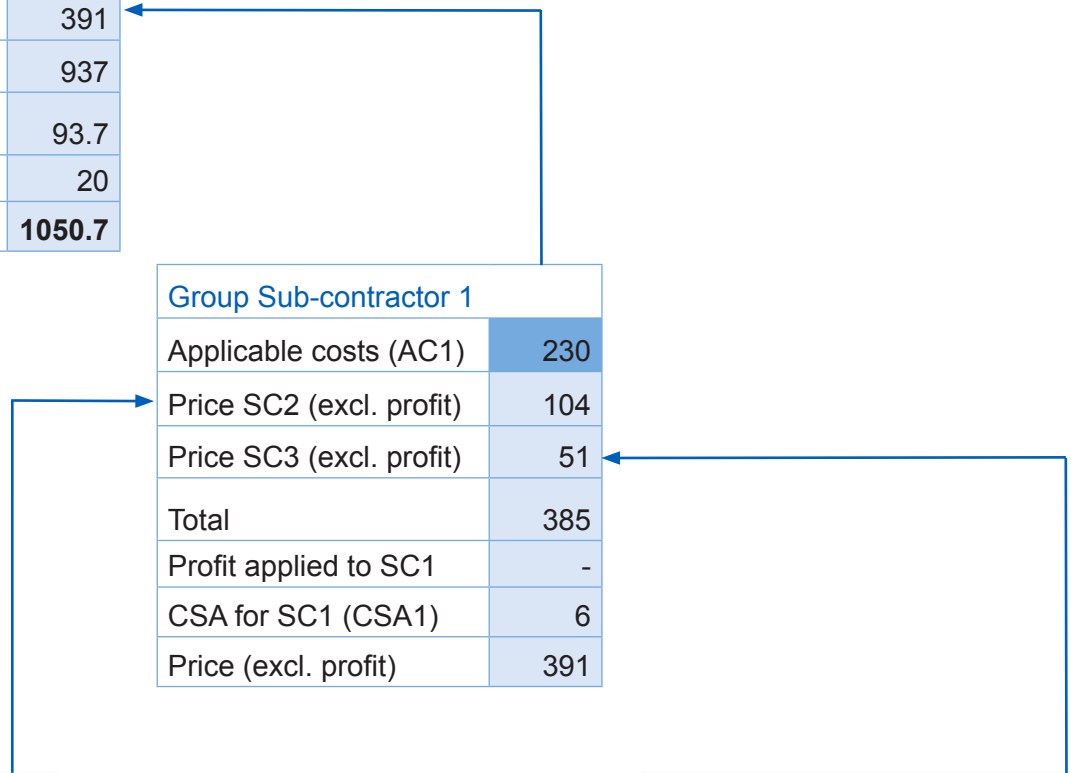 391
937
93.7
20
1050.7
Group Sub-contractor 1
Applicable costs (AC1) 230
Price SC2 (excl. profit) 104
Price SC3 (excl. profit) 51
Total 385
Profit applied to SC1 -
CSA for SC1 (CSA1) 6
Price (excl. profit) 391